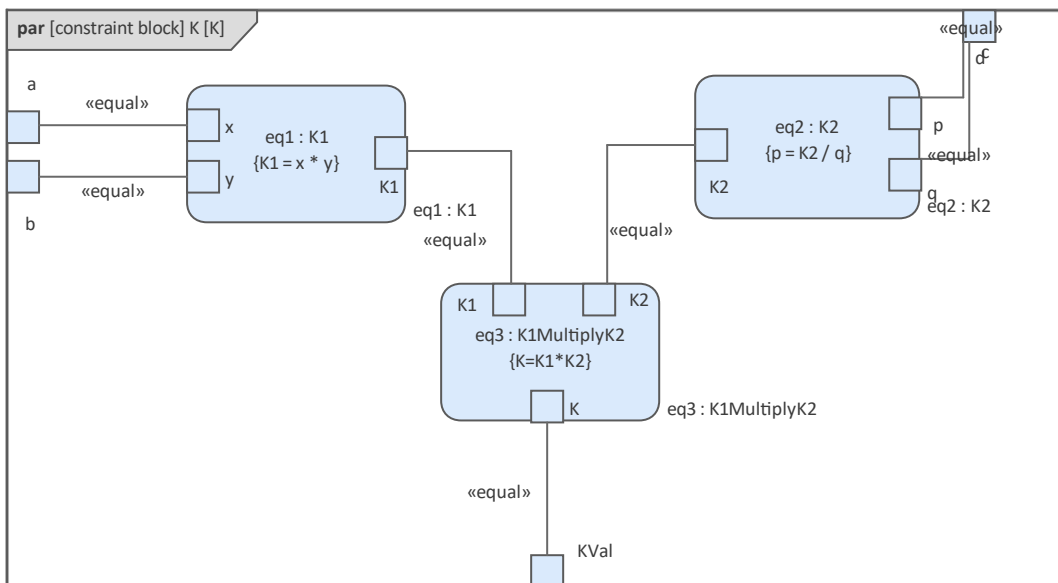 par [constraint block] K [K]
«equal»
d
c
a
«equal»
x
eq1 : K1
{K1 = x * y}
y
K1
«equal»
b
eq2 : K2
{p = K2 / q}
p
«equal»
K2
q
eq2 : K2
eq1 : K1
«equal»
«equal»
K1
K2
eq3 : K1MultiplyK2
{K=K1*K2}
K
eq3 : K1MultiplyK2
«equal»
KVal